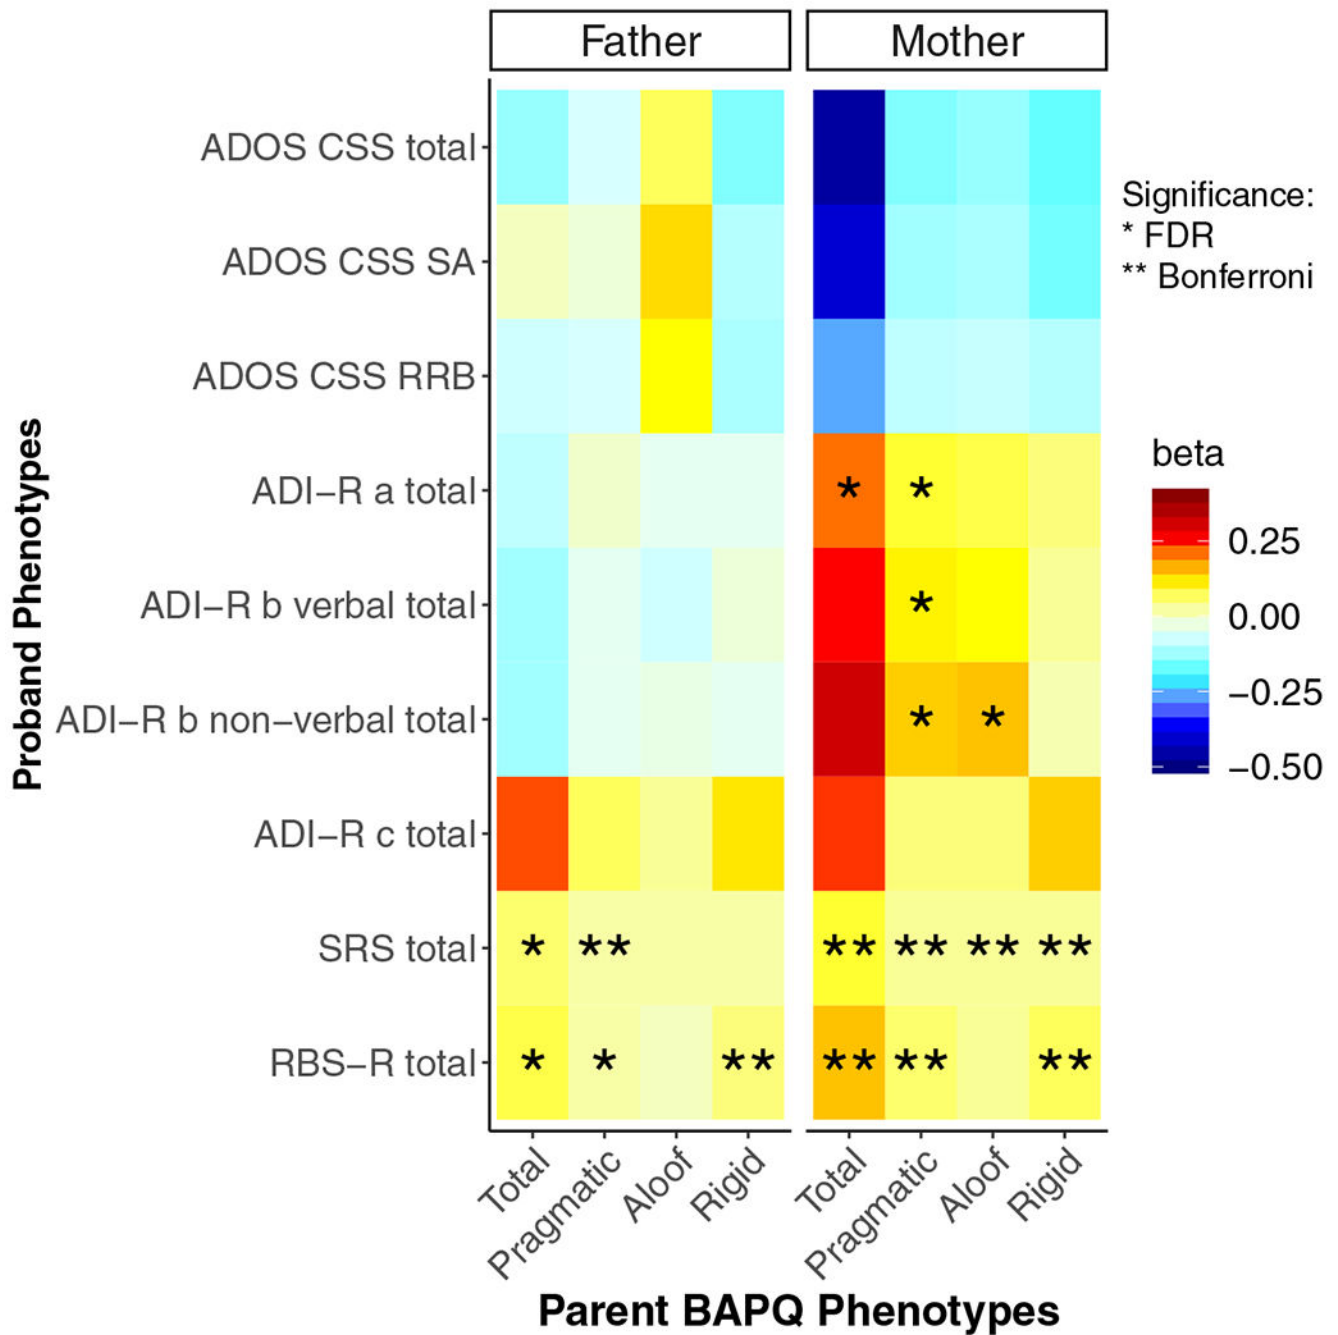 Father Mother
ADOS CSS total
ADOS CSS SA
ADOS CSS RRB
ADI−R a total * *
ADI−R b verbal total *
ADI−R b non−verbal total * *
ADI−R c total
SRS total * ** ** ** ** **
RBS−R total * * ** ** ** **
Proband Phenotypes
Total Pragmatic Aloof Rigid Total Pragmatic Aloof Rigid
Parent BAPQ Phenotypes
Significance:
* FDR
** Bonferroni
beta
0.25
0.00
−0.25
−0.50